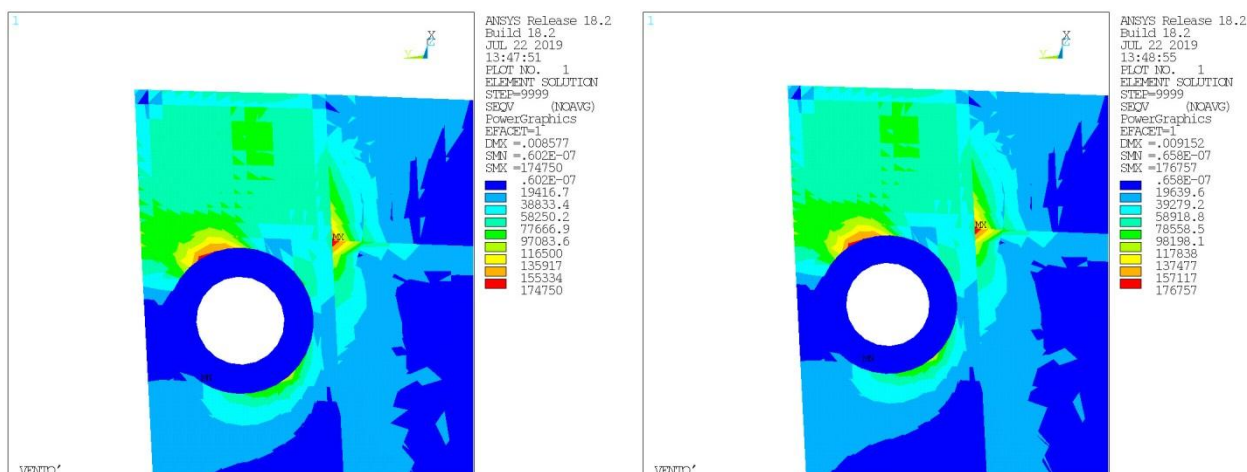 1
ANSYS Release 18.2
Build 18.2
JUL 22 2019
13:47:51
PLOT NO. 1
ELEMENT SOLUTION
STEP=9999
SEQV (NOAVG)
PowerGraphics
EFACET=1
DMX =.008577
SMN =.602E-07
SMX =174750
.602E-07
19416.7
38833.4
58250.2
77666.9
97083.6
116500
135917
155334
174750
X
Y
Z
MX
MN
VENTO'
1
ANSYS Release 18.2
Build 18.2
JUL 22 2019
13:48:55
PLOT NO. 1
ELEMENT SOLUTION
STEP=9999
SEQV (NOAVG)
PowerGraphics
EFACET=1
DMX =.009152
SMN =.658E-07
SMX =176757
.658E-07
19639.6
39279.2
58918.8
78558.5
98198.1
117838
137477
157117
176757
X
Y
Z
MX
MN
VENTO'